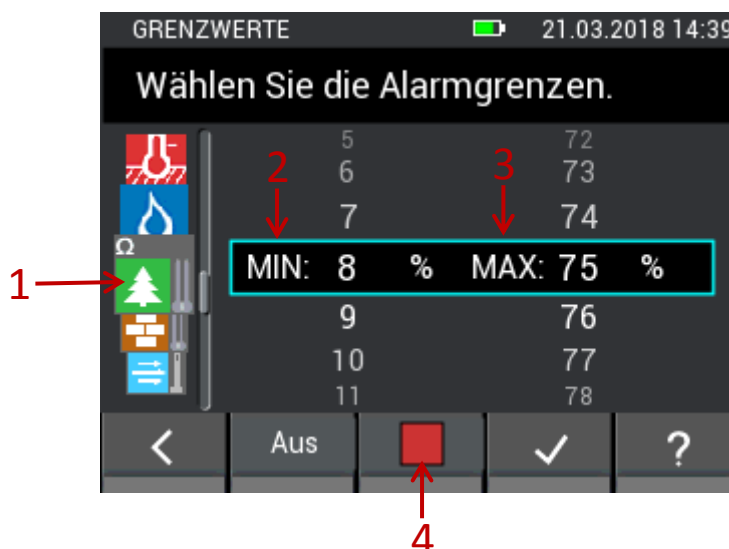 GRENZWERTE 21.03.2018 14:39
Wählen Sie die Alarmgrenzen.
5 72
2 6 3 73
7 74
Ω
1 MIN: 8 % MAX: 75 %
9 76
10 77
11 78
< Aus ?
4